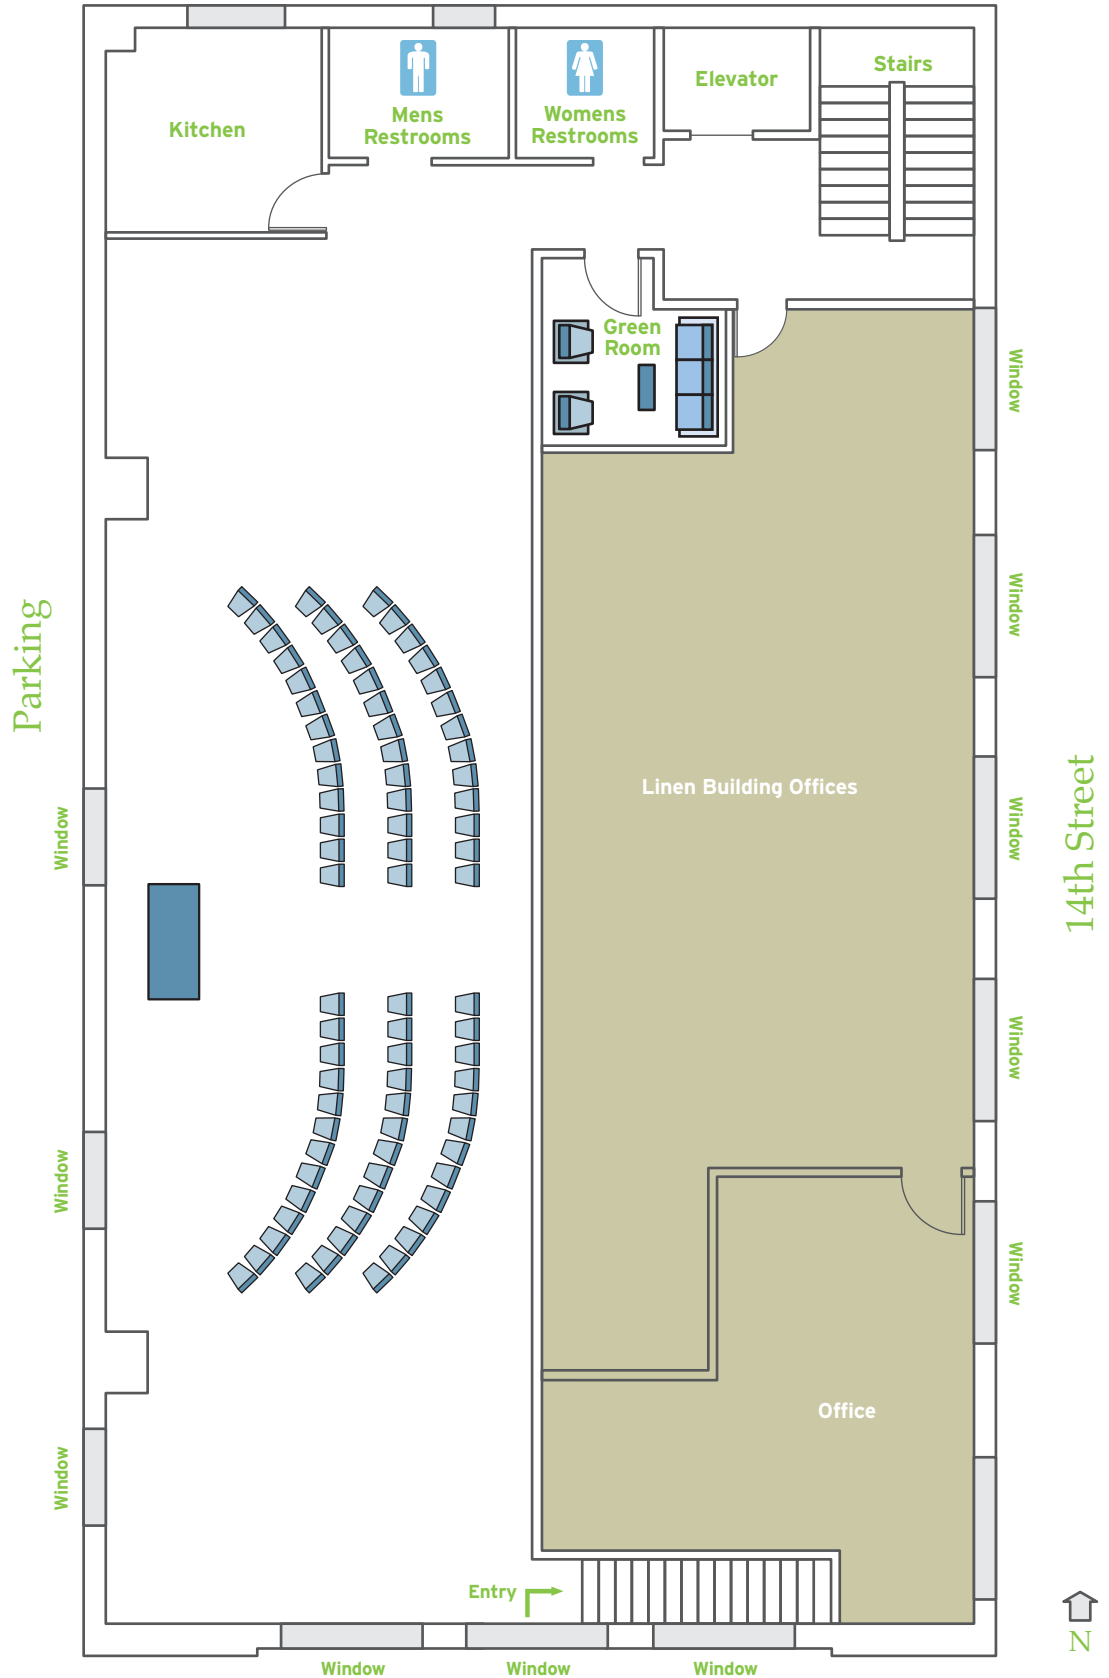 Stairs
Elevator
Kitchen
Mens
Restrooms
Womens
Restrooms
Green
Room
Window
Window
Parking
Linen Building Offices
14th Street
Window
Window
Window
Window
Window
Office
Window
Entry
N
Window
Window
Window